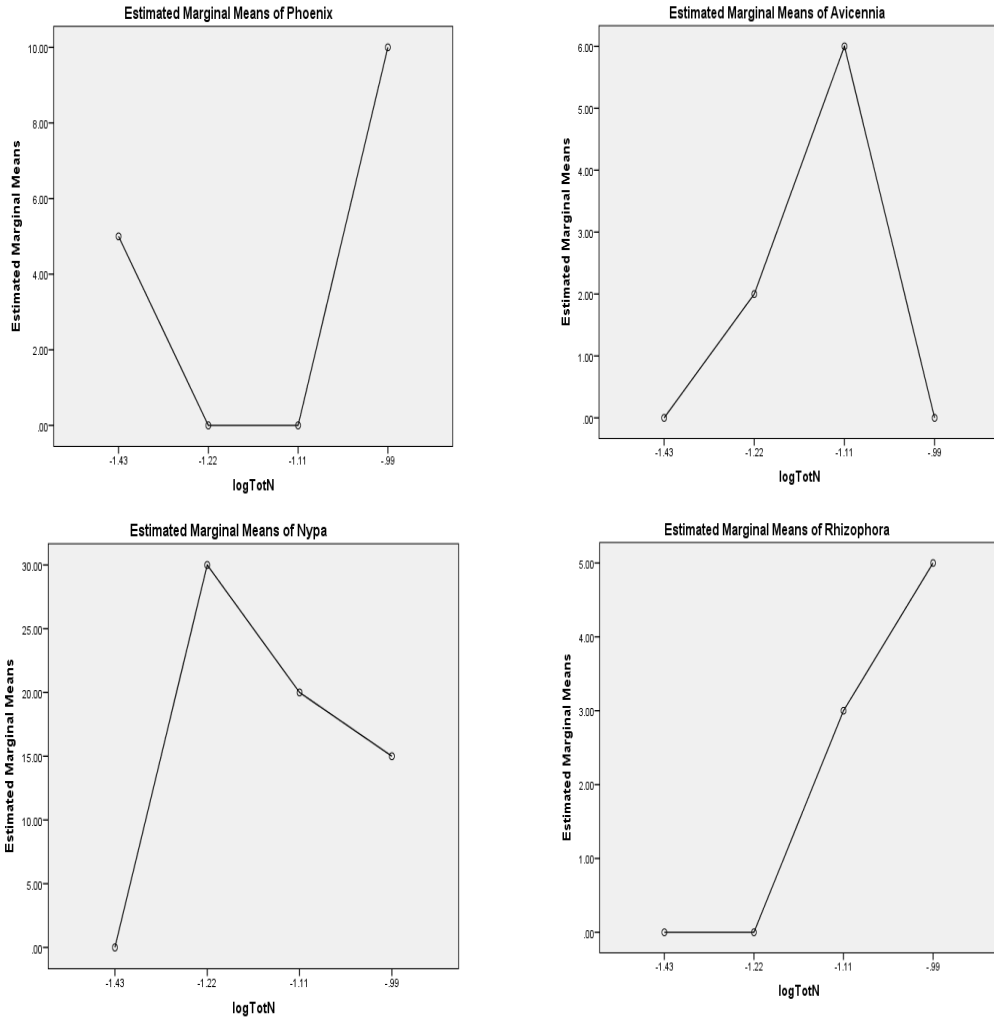 Estimated Marginal Means of Phoenix
Estimated Marginal Means
10.00
8.00
6.00
4.00
2.00
.00
-1.43 -1.22 -1.11 -.99
logTotN
Estimated Marginal Means of Avicennia
Estimated Marginal Means
6.00
5.00
4.00
3.00
2.00
1.00
.00
-1.43 -1.22 -1.11 -.99
logTotN
Estimated Marginal Means of Nypa
Estimated Marginal Means
30.00
25.00
20.00
15.00
10.00
5.00
.00
-1.43 -1.22 -1.11 -.99
logTotN
Estimated Marginal Means of Rhizophora
Estimated Marginal Means
5.00
4.00
3.00
2.00
1.00
.00
-1.43 -1.22 -1.11 -.99
logTotN